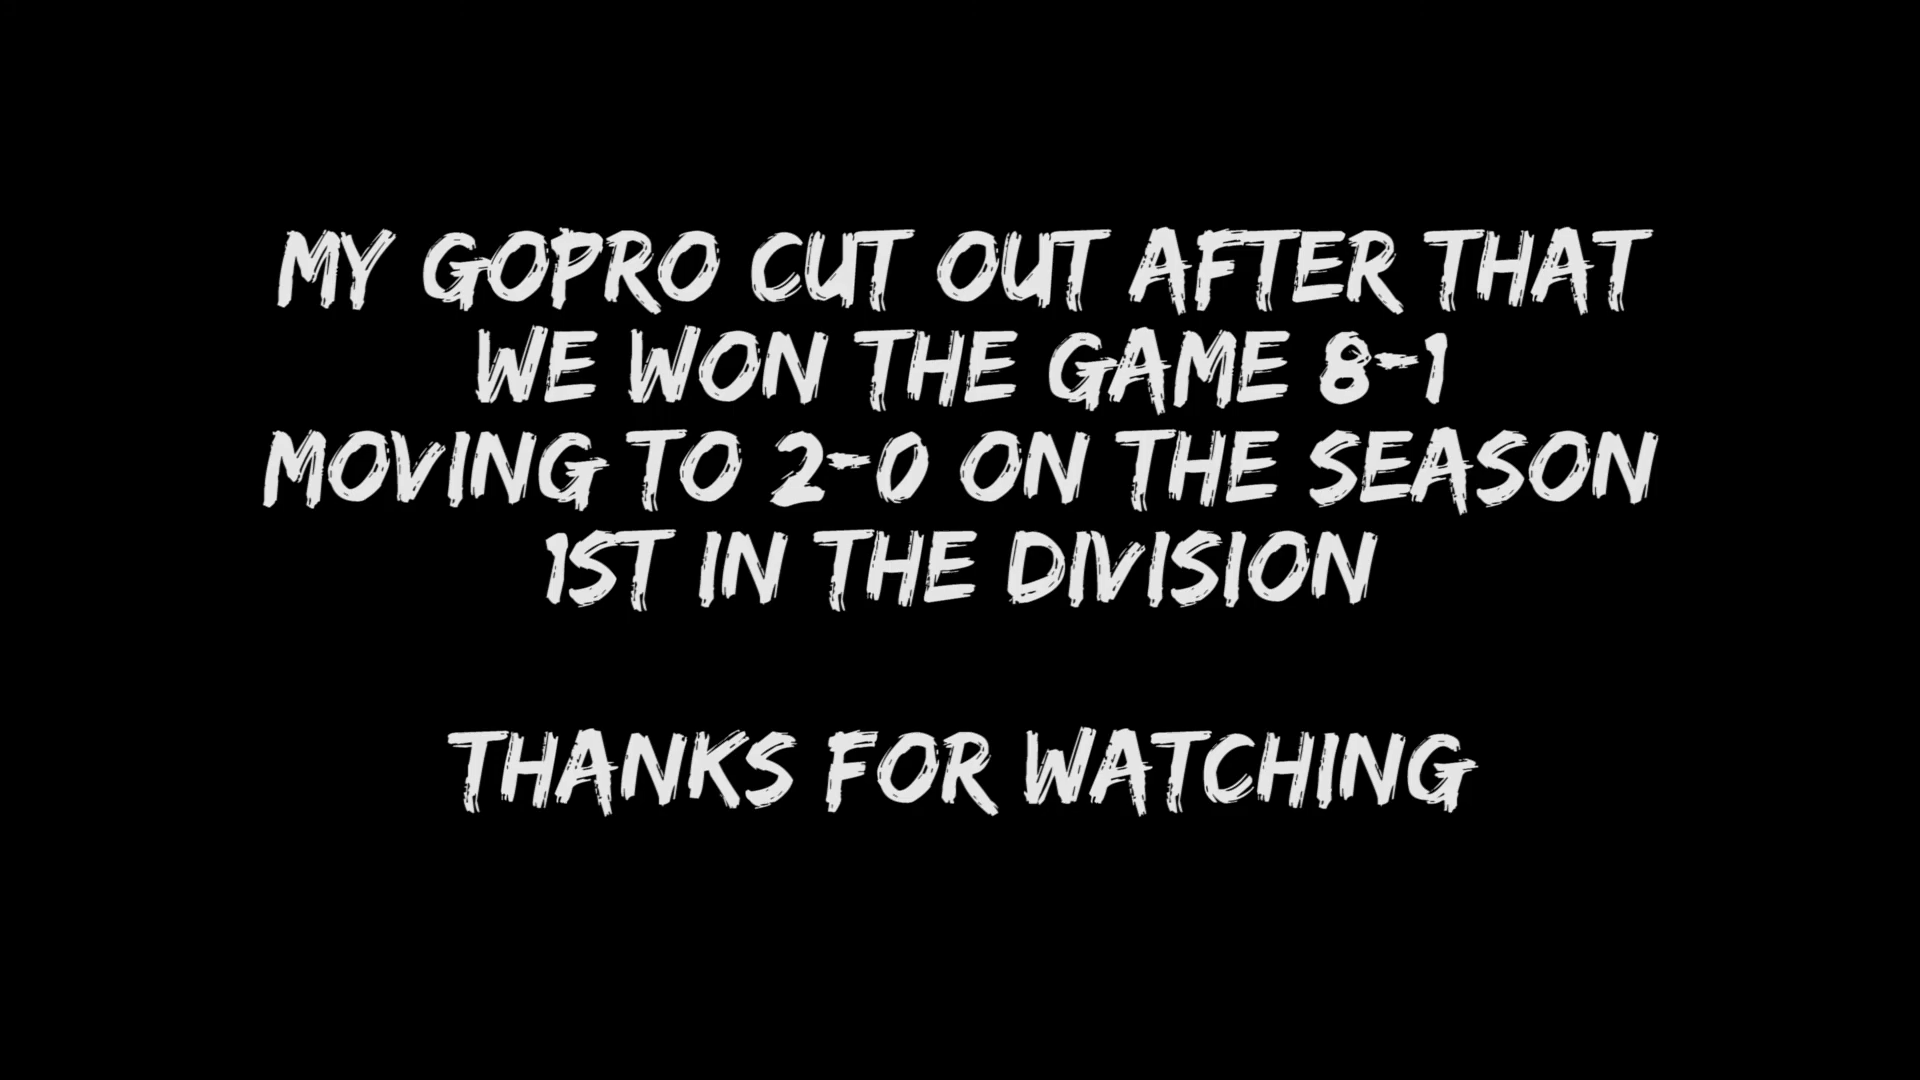 MY GOPRO CUT OUT AFTER THAT
WE WON THE GAME 8-1
MOVING TO 2-0 ON THE SEASON
1ST IN THE DIVISION
THANKS FOR WATCHING